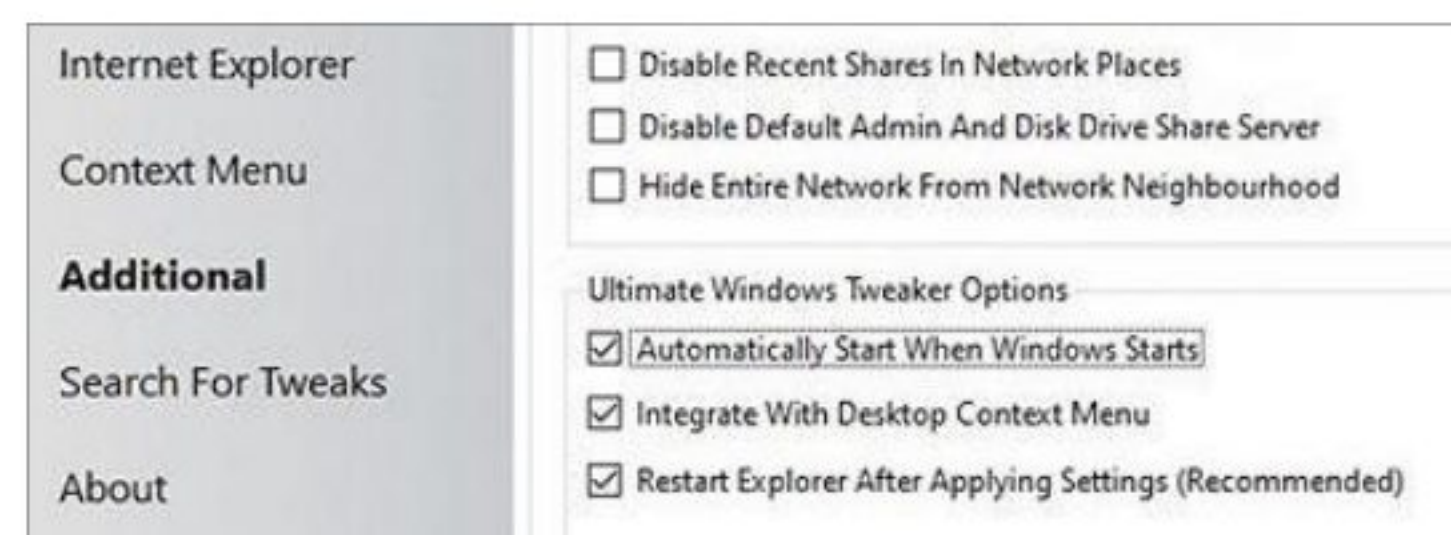 Internet Explorer
Context Menu
Additional
Search For Tweaks
About
Disable Recent Shares In Network Places
Disable Default Admin And Disk Drive Share Server
Hide Entire Network From Network Neighbourhood
Ultimate Windows Tweaker Options
Automatically Start When Windows Starts
Integrate With Desktop Context Menu
Restart Explorer After Applying Settings (Recommended)